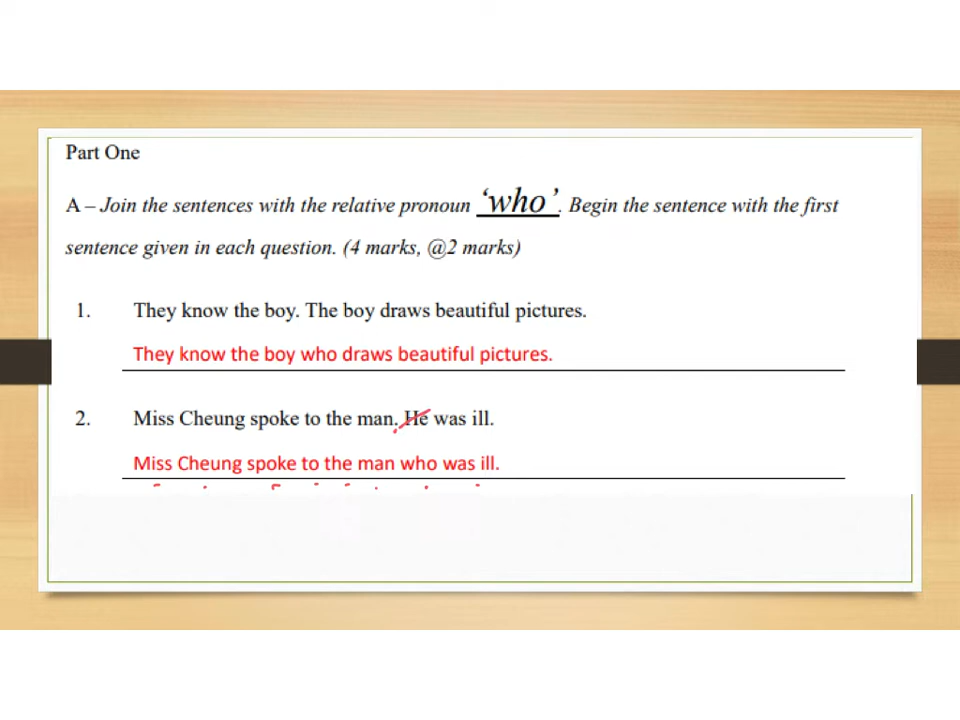 Part One
A – Join the sentences with the relative pronoun ‘who’. Begin the sentence with the first
sentence given in each question. (4 marks, @2 marks)
1. They know the boy. The boy draws beautiful pictures.
They know the boy who draws beautiful pictures.
2. Miss Cheung spoke to the man. He was ill.
Miss Cheung spoke to the man who was ill.